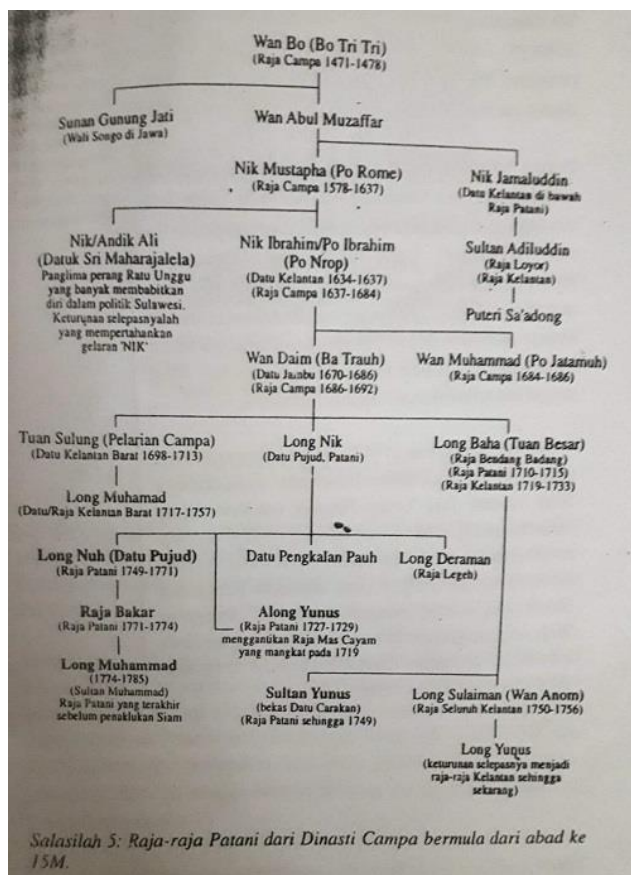 Wan Bo (Bo Tri Tri)
(Raja Campa 1471-1478)
Sunan Gunung Jati
(Wali Songo di Jawa)
Wan Abul Muzaffar
Nik Mustapha (Po Rome)
(Raja Campa 1578-1637)
Nik Jamaluddin
(Datu Kelantan di bawah
Raja Patani)
Nik/Andik Ali
(Datuk Sri Maharajalela)
Panglima perang Ratu Unggu
yang banyak membabitkan
diri dalam politik Sulawesi.
Keturunan selepasnyalah
yang mempertahankan
gelaran 'NIK'
Nik Ibrahim/Po Ibrahim
(Po Nrop)
(Datu Kelantan 1634-1637)
(Raja Campa 1637-1684)
Sultan Adiluddin
(Raja Loyor)
(Raja Kelantan)
Puteri Sa'adong
Wan Daim (Ba Trauh)
(Datu Jambu 1670-1686)
(Raja Campa 1686-1692)
Wan Muhammad (Po Jatamuh)
(Raja Campa 1684-1686)
Tuan Sulung (Pelarian Campa)
(Datu Kelantan Barat 1698-1713)
Long Nik
(Datu Pujud, Patani)
Long Baha (Tuan Besar)
(Raja Bendang Badang)
(Raja Patani 1710-1715)
(Raja Kelantan 1719-1733)
Long Muhamad
(Datu/Raja Kelantan Barat 1717-1757)
Long Nuh (Datu Pujud)
(Raja Patani 1749-1771)
Datu Pengkalan Pauh
Long Deraman
(Raja Legeh)
Raja Bakar
(Raja Patani 1771-1774)
Along Yunus
(Raja Patani 1727-1729)
menggantikan Raja Mas Cayam
yang mangkat pada 1719
Long Muhammad
(1774-1785)
(Sultan Muhammad)
Raja Patani yang terakhir
sebelum penaklukan Siam
Sultan Yunus
(bekas Datu Carakan)
(Raja Patani sehingga 1749)
Long Sulaiman (Wan Anom)
(Raja Seluruh Kelantan 1750-1756)
Long Yunus
(keturunan selepasnya menjadi
raja-raja Kelantan sehingga
sekarang)
Salasilah 5: Raja-raja Patani dari Dinasti Campa bermula dari abad ke
15M.